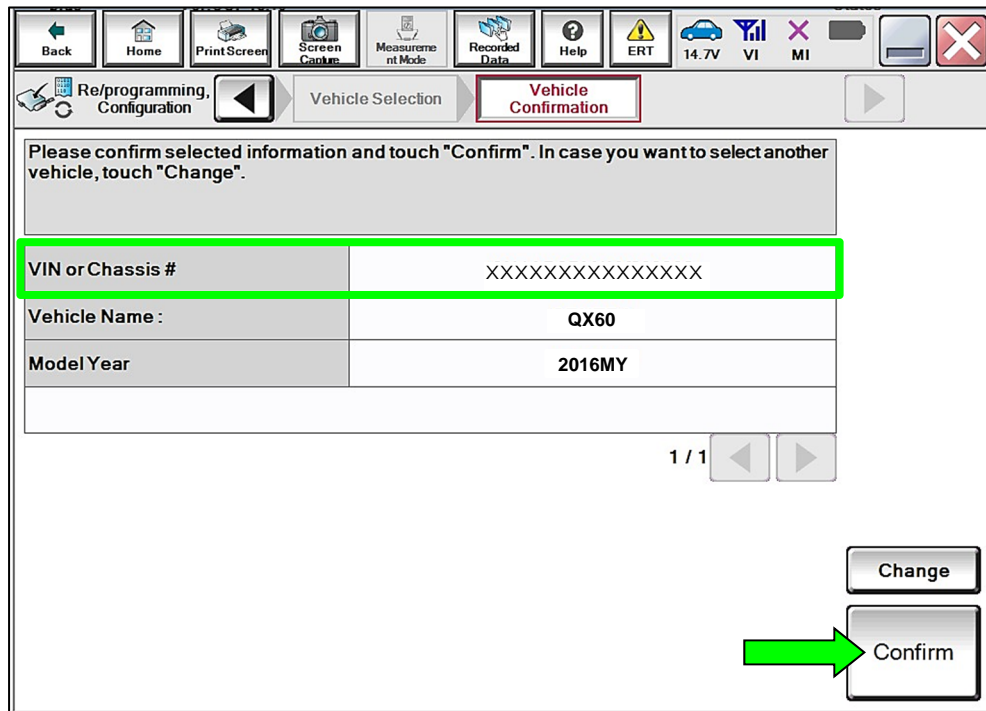 Back
Home
Print Screen
Screen
Capture
Measureme
nt Mode
Recorded
Data
Help
ERT
14.7V
VI
MI
Re/programming,
Configuration
Vehicle Selection
Vehicle
Confirmation
Please confirm selected information and touch "Confirm". In case you want to select another
vehicle, touch "Change".
VIN or Chassis # XXXXXXXXXXXXXXX
Vehicle Name : QX60
Model Year 2016MY
1 / 1
Change
Confirm